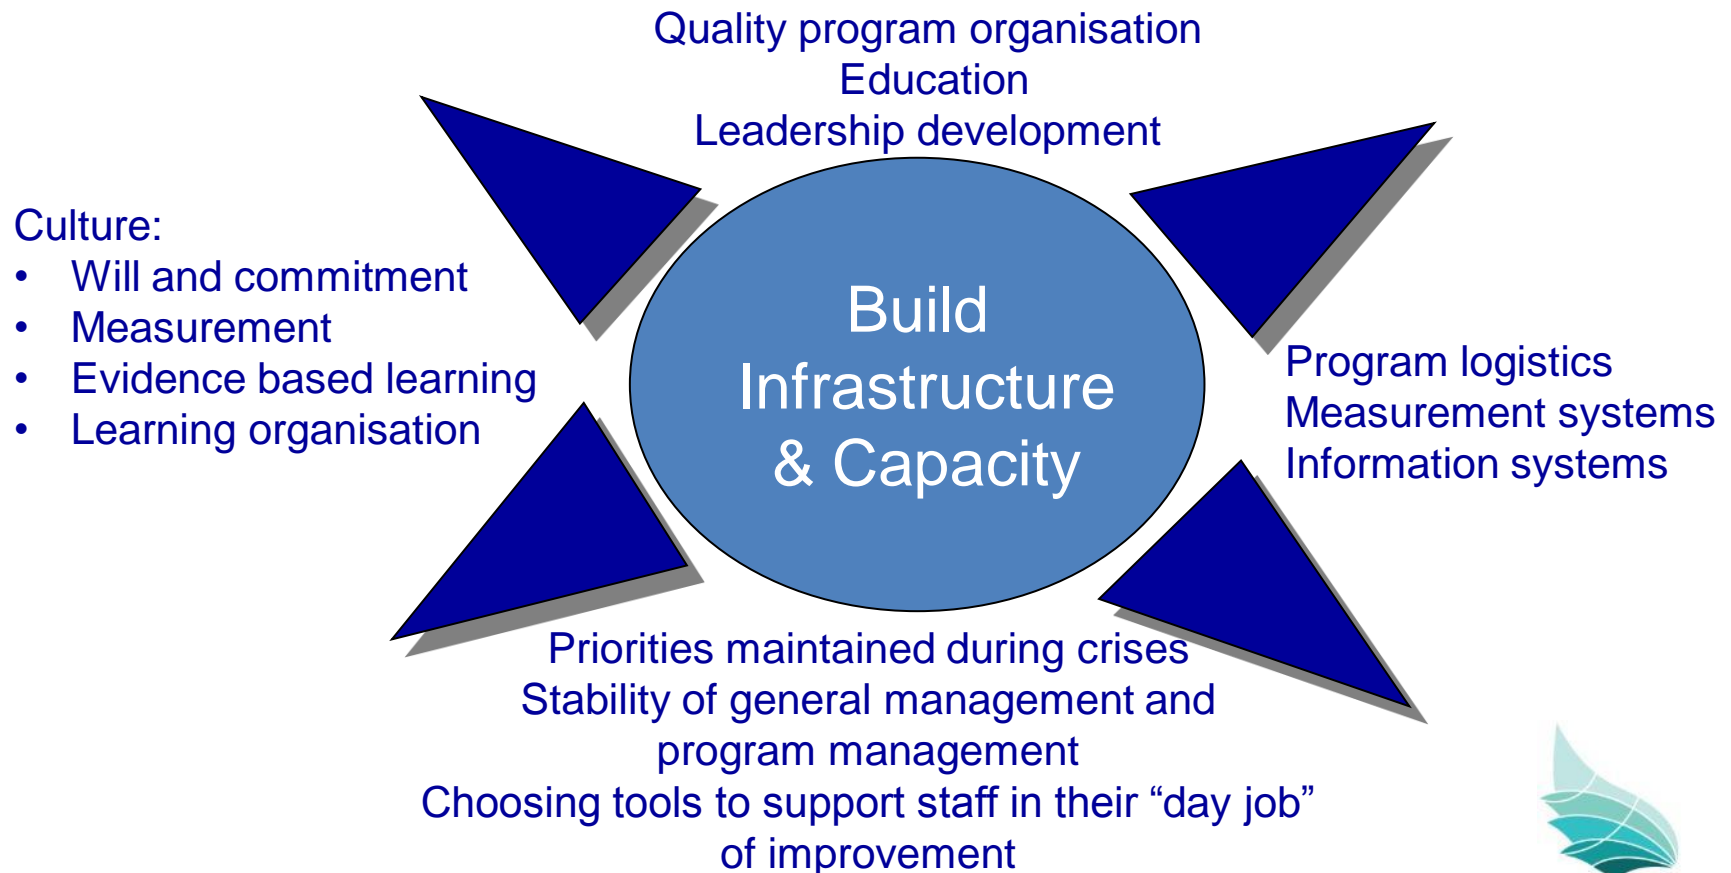 Quality program organisation
Education
Leadership development
Culture:
• Will and commitment
• Measurement
• Evidence based learning
• Learning organisation
Build
Infrastructure
& Capacity
Program logistics
Measurement systems
Information systems
Priorities maintained during crises
Stability of general management and
program management
Choosing tools to support staff in their “day job”
of improvement